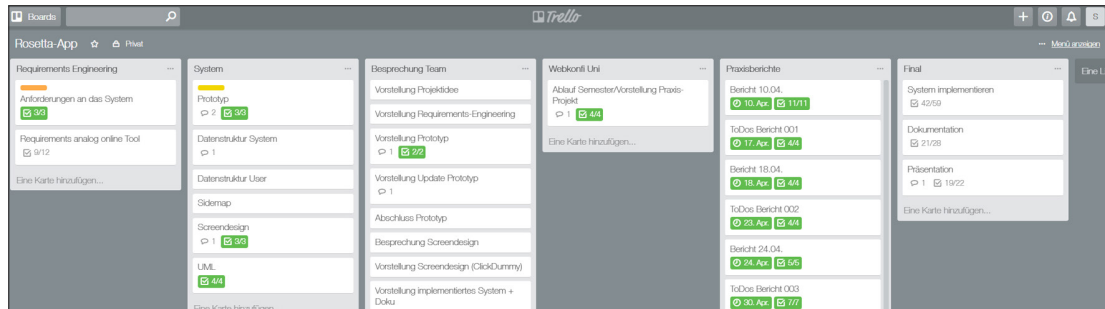 Boards
Trello
S
Rosetta-App
Privat
Menü anzeigen
Requirements Engineering
Anforderungen an das System
3/3
Requirements analog online Tool
9/12
Eine Karte hinzufügen...
System
Prototyp
2 3/3
Datenstruktur System
1
Datenstruktur User
Sidemap
Screendesign
1 3/3
UML
4/4
Eine Karte hinzufügen
Besprechung Team
Vorstellung Projektidee
Vorstellung Requirements-Engineering
Vorstellung Prototyp
1 2/2
Vorstellung Update Prototyp
1
Abschluss Prototyp
Besprechung Screendesign
Vorstellung Screendesign (ClickDummy)
Vorstellung implementiertes System +
Doku
Webkonfi Uni
Ablauf Semester/Vorstellung Praxis-
Projekt
1 4/4
Eine Karte hinzufügen...
Praxisberichte
Bericht 10.04.
10. Apr. 11/11
ToDos Bericht 001
17. Apr. 4/4
Bericht 18.04.
18. Apr. 4/4
ToDos Bericht 002
23. Apr. 4/4
Bericht 24.04.
24. Apr. 5/5
ToDos Bericht 003
30. Apr. 7/7
Final
System implementieren
42/59
Dokumentation
21/28
Präsentation
1 19/22
Eine Karte hinzufügen...
Eine L